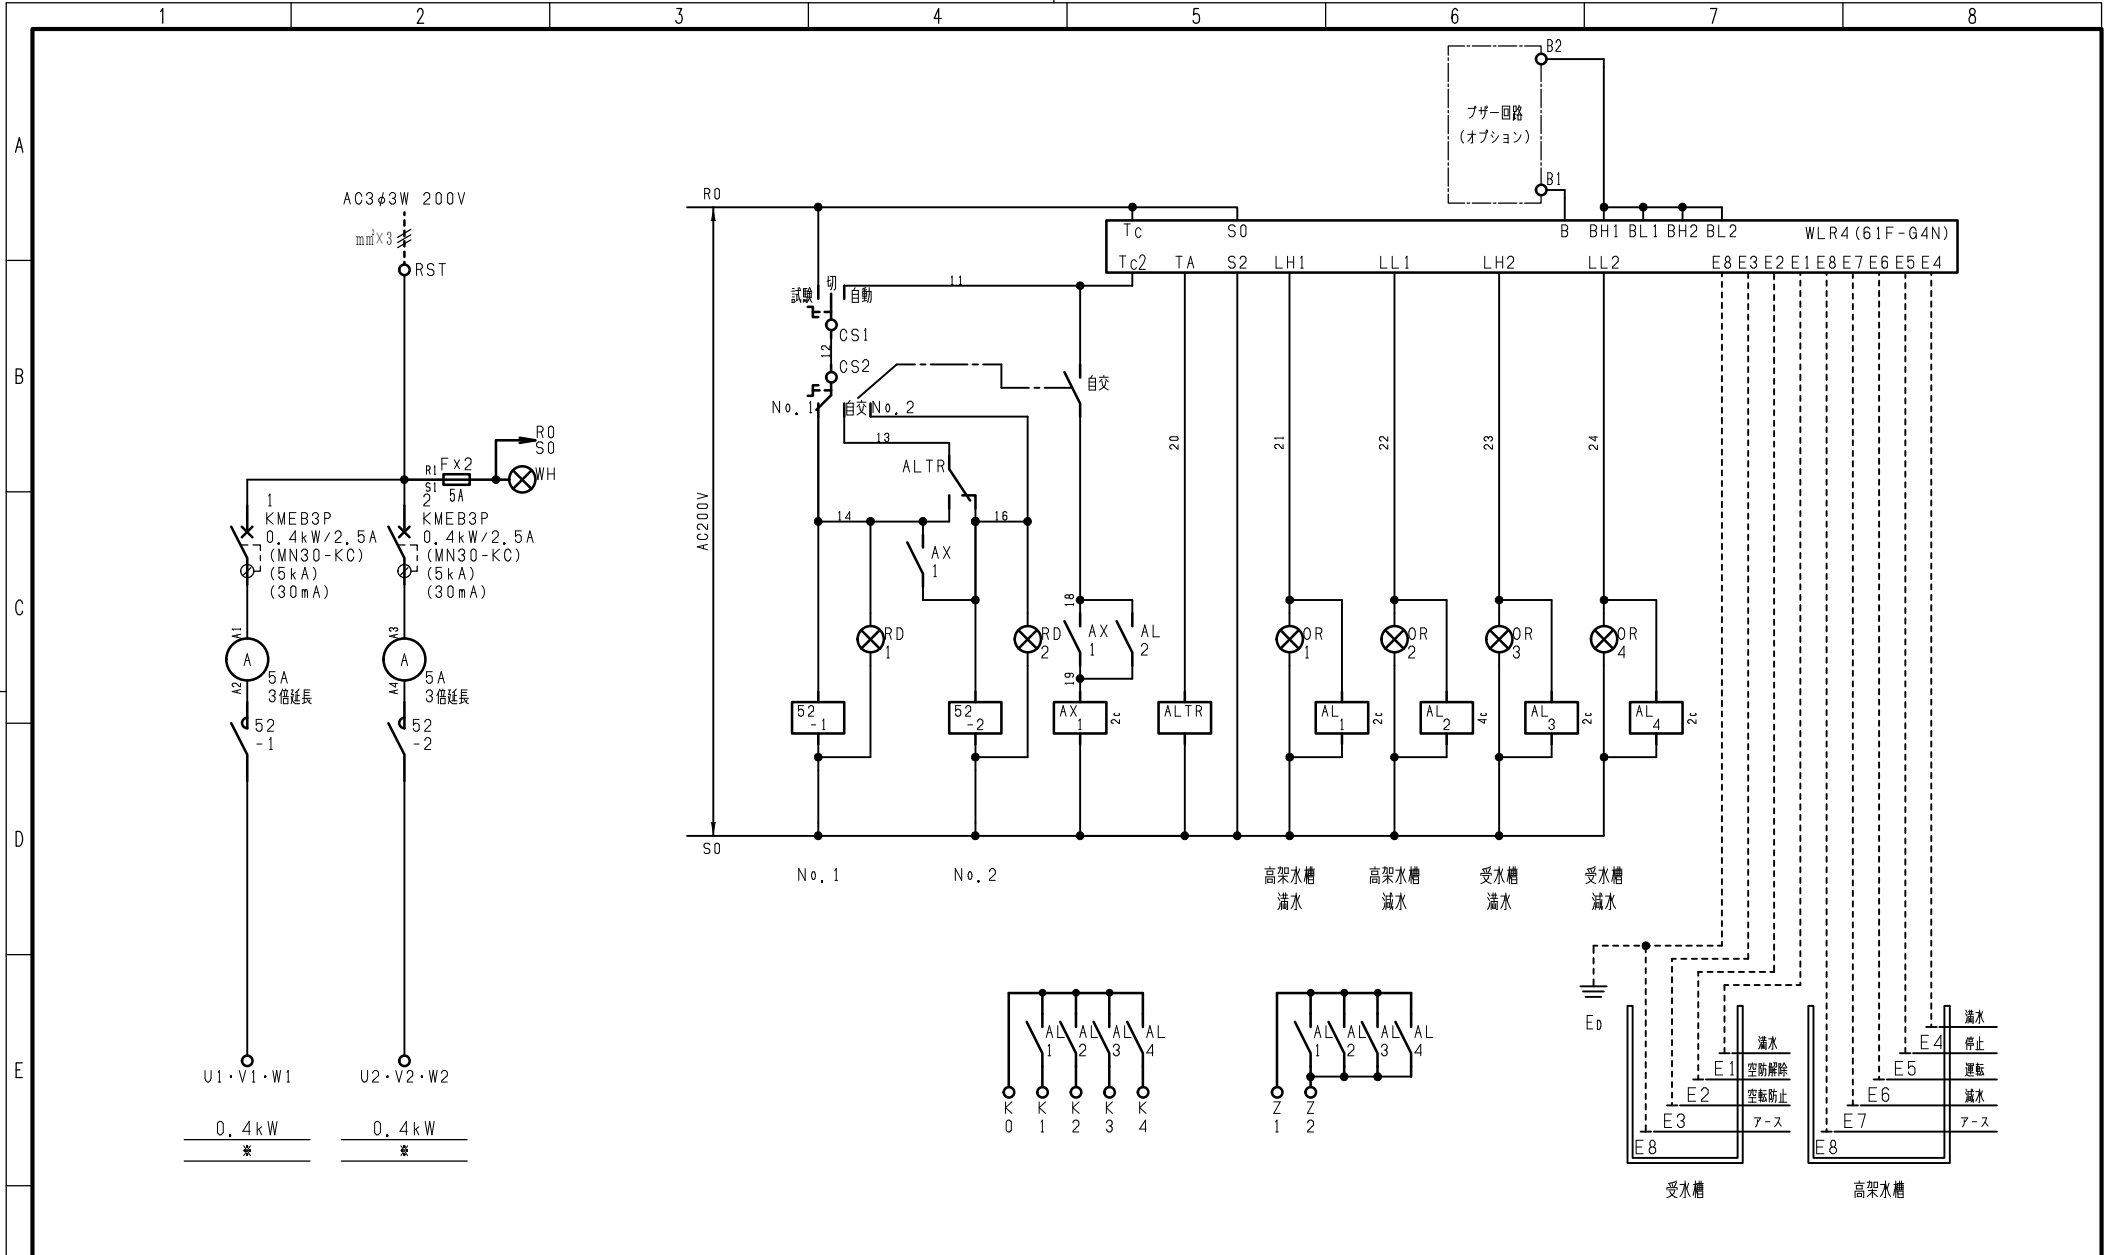 1 2 3 4 5 6 7 8
A
B
C
D
E
AC3φ3W 200V
mm²×3
RST
R0
S0
WH
R1
S1
F×2
5A
1
KMEB3P
0.4kW/2.5A
(MN30-KC)
(5kA)
(30mA)
2
KMEB3P
0.4kW/2.5A
(MN30-KC)
(5kA)
(30mA)
A1
A
A2
5A
3倍延長
A3
A
A4
5A
3倍延長
52
-1
52
-2
U1・V1・W1
U2・V2・W2
0.4kW
※
0.4kW
※
R0
AC200V
S0
試験
切
自動
CS1
12
CS2
No.1
自交
No.2
11
自交
13
ALTR
14
16
AX
1
RD
1
RD
2
18
AX
1
AL
2
19
52
-1
52
-2
AX
1
2c
ALTR
20
21
22
23
24
OR
1
OR
2
OR
3
OR
4
AL
1
2c
AL
2
4c
AL
3
2c
AL
4
2c
No.1
No.2
高架水槽
満水
高架水槽
減水
受水槽
満水
受水槽
減水
B2
ブザー回路
(オプション)
B1
Tc S0 B BH1 BL1 BH2 BL2 WLR4(61F-G4N)
Tc2 TA S2 LH1 LL1 LH2 LL2 E8 E3 E2 E1 E8 E7 E6 E5 E4
AL
1
AL
2
AL
3
AL
4
K
0
K
1
K
2
K
3
K
4
AL
1
AL
2
AL
3
AL
4
Z
1
Z
2
ED
満水
E1 空防解除
E2 空転防止
E3 アース
E8
受水槽
満水
E4 停止
E5 運転
E6 減水
E7 アース
E8
高架水槽